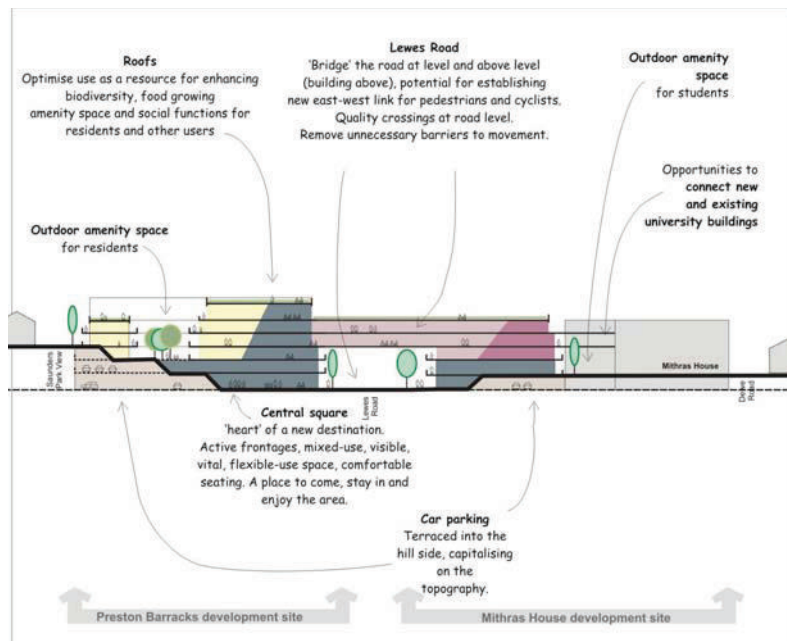 Roofs
Optimise use as a resource for enhancing
biodiversity, food growing
amenity space and social functions for
residents and other users
Lewes Road
'Bridge' the road at level and above level
(building above), potential for establishing
new east-west link for pedestrians and cyclists.
Quality crossings at road level.
Remove unnecessary barriers to movement.
Outdoor amenity
space
for students
Opportunities to
connect new
and existing
university buildings
Outdoor amenity space
for residents
Saunders
Park View
Lewes
Road
Mithras House
Dewe
Road
Central square
'heart' of a new destination.
Active frontages, mixed-use, visible,
vital, flexible-use space, comfortable
seating. A place to come, stay in and
enjoy the area.
Car parking
Terraced into the
hill side, capitalising
on the
topography.
Preston Barracks development site
Mithras House development site